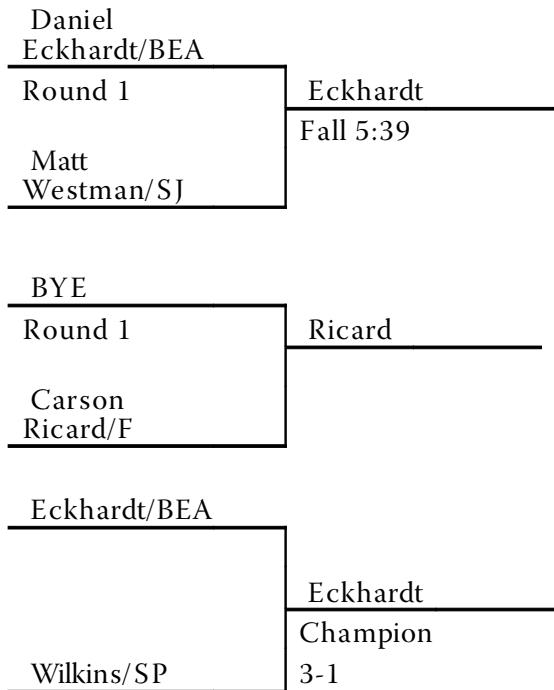 Daniel
Eckhardt/BEA
Round 1
Eckhardt
Fall 5:39
Matt
Westman/SJ
BYE
Round 1
Ricard
Carson
Ricard/F
Eckhardt/BEA
Eckhardt
Champion
Wilkins/SP
3-1